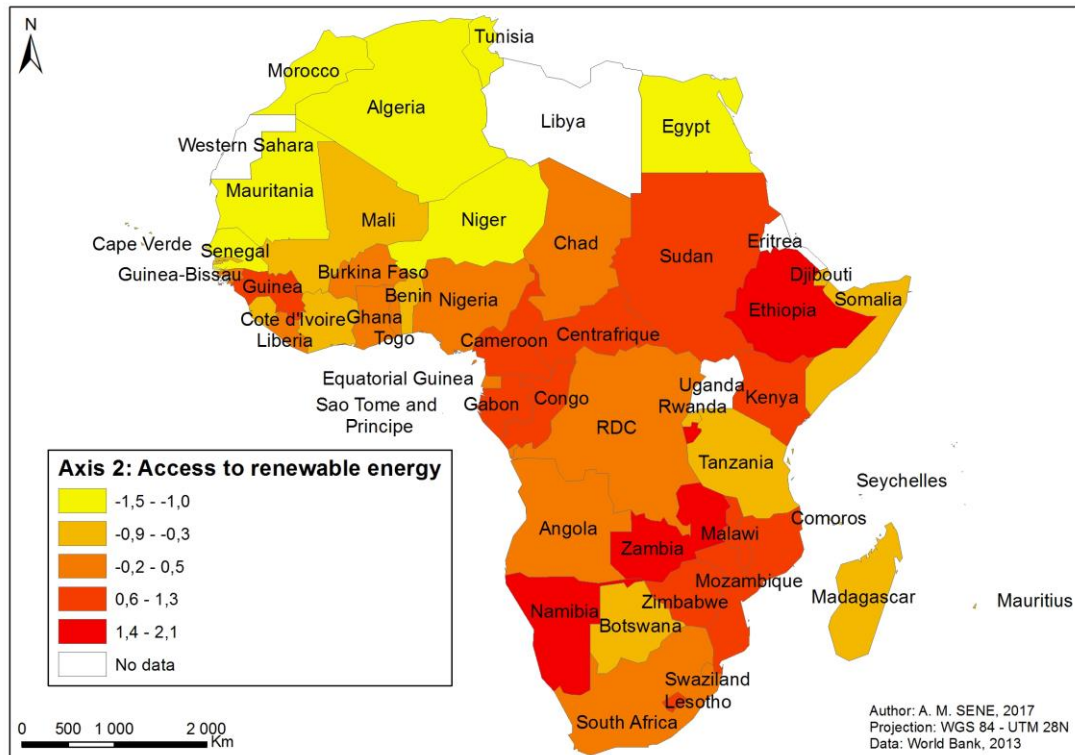 N
Tunisia
Morocco
Algeria
Libya
Egypt
Western Sahara
Mauritania
Mali
Niger
Chad
Sudan
Eritrea
Cape Verde
Senegal
Guinea-Bissau
Guinea
Burkina Faso
Benin
Nigeria
Djibouti
Somalia
Ethiopia
Cote d'Ivoire
Ghana
Liberia
Togo
Cameroon
Centrafrique
Equatorial Guinea
Sao Tome and
Principe
Gabon
Congo
RDC
Uganda
Rwanda
Kenya
Tanzania
Seychelles
Comoros
Angola
Zambia
Malawi
Mozambique
Madagascar
Mauritius
Namibia
Zimbabwe
Botswana
Swaziland
Lesotho
South Africa
Axis 2: Access to renewable energy
-1,5 - -1,0
-0,9 - -0,3
-0,2 - 0,5
0,6 - 1,3
1,4 - 2,1
No data
0 500 1 000 2 000
Km
Author: A. M. SENE, 2017
Projection: WGS 84 - UTM 28N
Data: World Bank, 2013